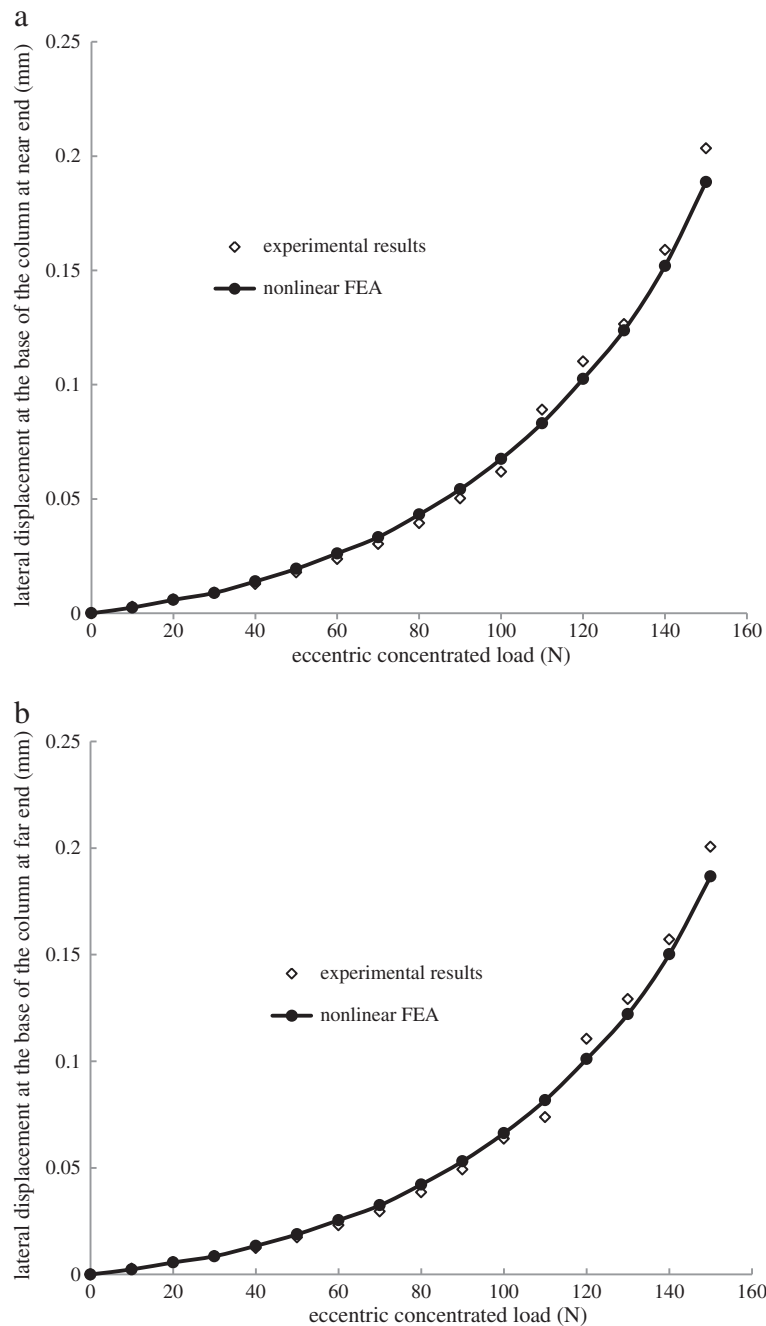 a
lateral displacement at the base of the column at near end (mm)
0.25
0.2
0.15
0.1
0.05
0
experimental results
nonlinear FEA
0 20 40 60 80 100 120 140 160
eccentric concentrated load (N)
b
lateral displacement at the base of the column at far end (mm)
0.25
0.2
0.15
0.1
0.05
0
experimental results
nonlinear FEA
0 20 40 60 80 100 120 140 160
eccentric concentrated load (N)